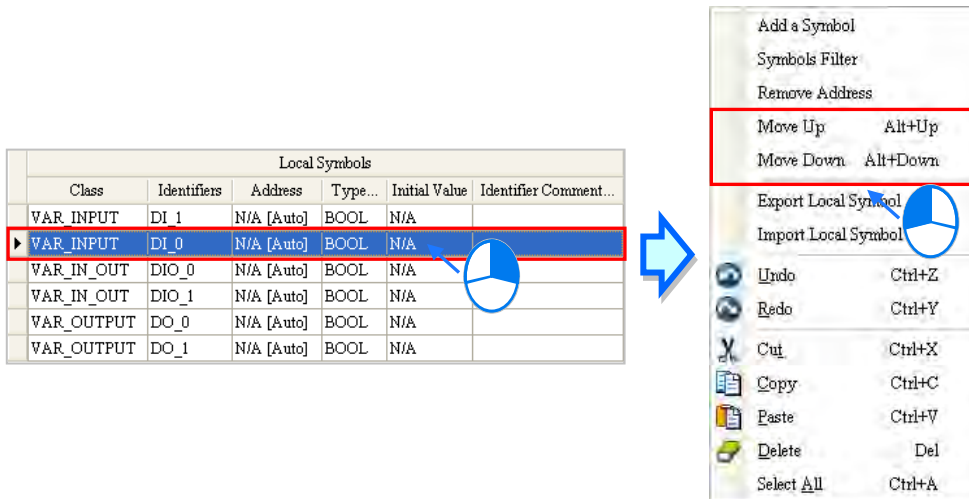 Local Symbols
Class Identifiers Address Type... Initial Value Identifier Comment...
VAR_INPUT DI_1 N/A [Auto] BOOL N/A
VAR_INPUT DI_0 N/A [Auto] BOOL N/A
VAR_IN_OUT DIO_0 N/A [Auto] BOOL N/A
VAR_IN_OUT DIO_1 N/A [Auto] BOOL N/A
VAR_OUTPUT DO_0 N/A [Auto] BOOL N/A
VAR_OUTPUT DO_1 N/A [Auto] BOOL N/A
Add a Symbol
Symbols Filter
Remove Address
Move Up Alt+Up
Move Down Alt+Down
Export Local Symbol
Import Local Symbol
Undo Ctrl+Z
Redo Ctrl+Y
Cut Ctrl+X
Copy Ctrl+C
Paste Ctrl+V
Delete Del
Select All Ctrl+A